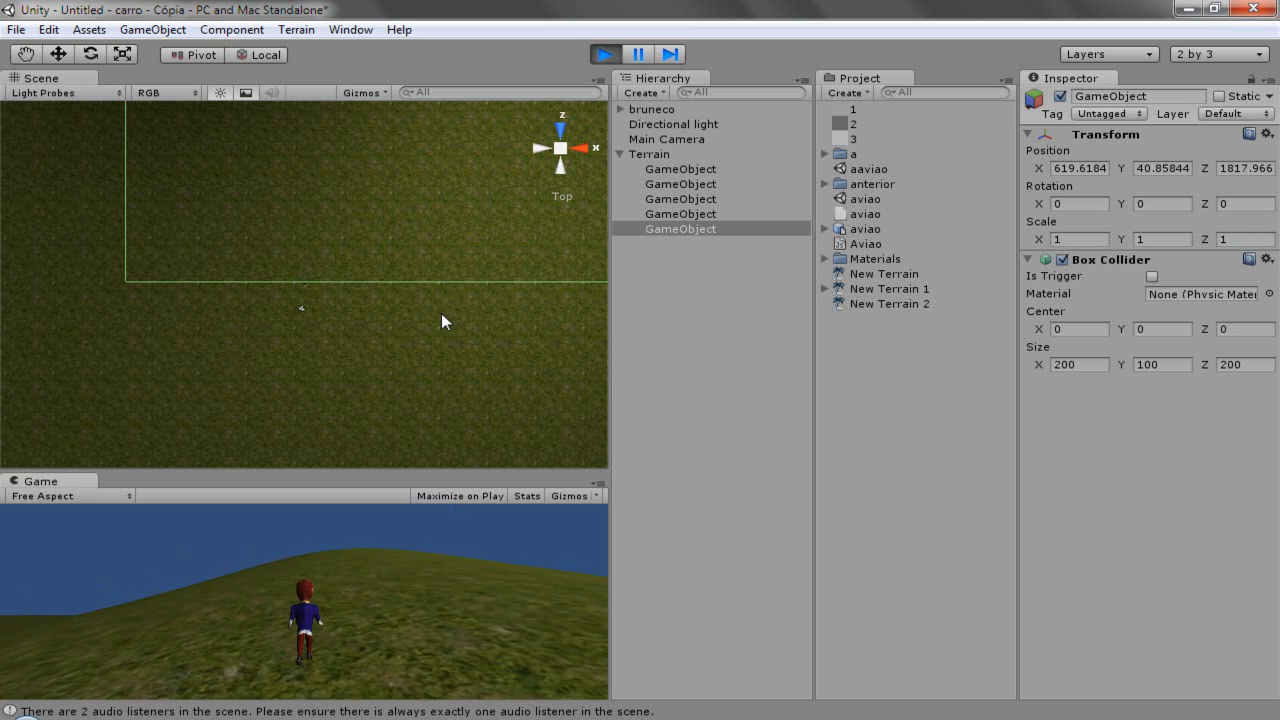 Unity - Untitled - carro - Cópia - PC and Mac Standalone*
File Edit Assets GameObject Component Terrain Window Help
Pivot Local Layers 2 by 3
Scene
Light Probes RGB Gizmos All
z
x
Top
Game
Free Aspect Maximize on Play Stats Gizmos
Hierarchy
Create All
bruneco
Directional light
Main Camera
Terrain
GameObject
GameObject
GameObject
GameObject
GameObject
Project
Create All
1
2
3
a
aaviao
anterior
aviao
aviao
aviao
Aviao
Materials
New Terrain
New Terrain 1
New Terrain 2
Inspector
GameObject Static
Tag Untagged Layer Default
Transform
Position
X 619.6184 Y 40.85844 Z 1817.966
Rotation
X 0 Y 0 Z 0
Scale
X 1 Y 1 Z 1
Box Collider
Is Trigger
Material None (Physic Mater
Center
X 0 Y 0 Z 0
Size
X 200 Y 100 Z 200
There are 2 audio listeners in the scene. Please ensure there is always exactly one audio listener in the scene.